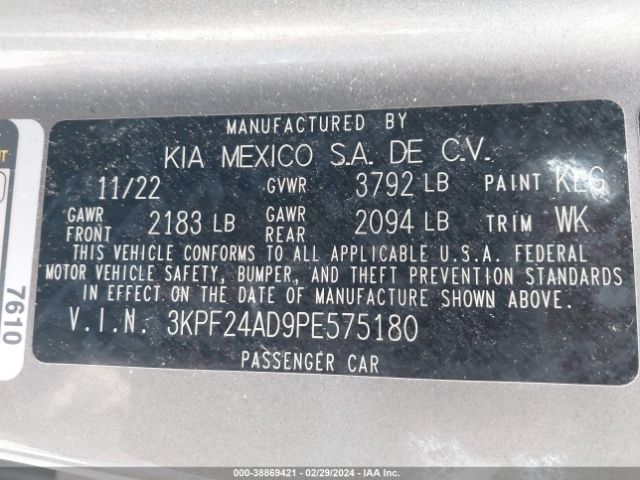 MANUFACTURED BY
KIA MEXICO S.A. DE C.V.
11/22 GVWR 3792 LB PAINT KLG
GAWR FRONT 2183 LB GAWR REAR 2094 LB TRIM WK
THIS VEHICLE CONFORMS TO ALL APPLICABLE U.S.A. FEDERAL
MOTOR VEHICLE SAFETY, BUMPER, AND THEFT PREVENTION STANDARDS
IN EFFECT ON THE DATE OF MANUFACTURE SHOWN ABOVE.
V.I.N. 3KPF24AD9PE575180
PASSENGER CAR
7610
000-38869421 - 02/29/2024 - IAA Inc.